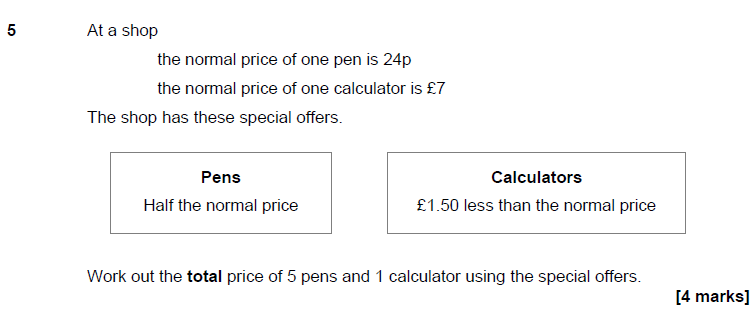 5 At a shop
the normal price of one pen is 24p
the normal price of one calculator is £7
The shop has these special offers.
Pens
Half the normal price
Calculators
£1.50 less than the normal price
Work out the total price of 5 pens and 1 calculator using the special offers.
[4 marks]